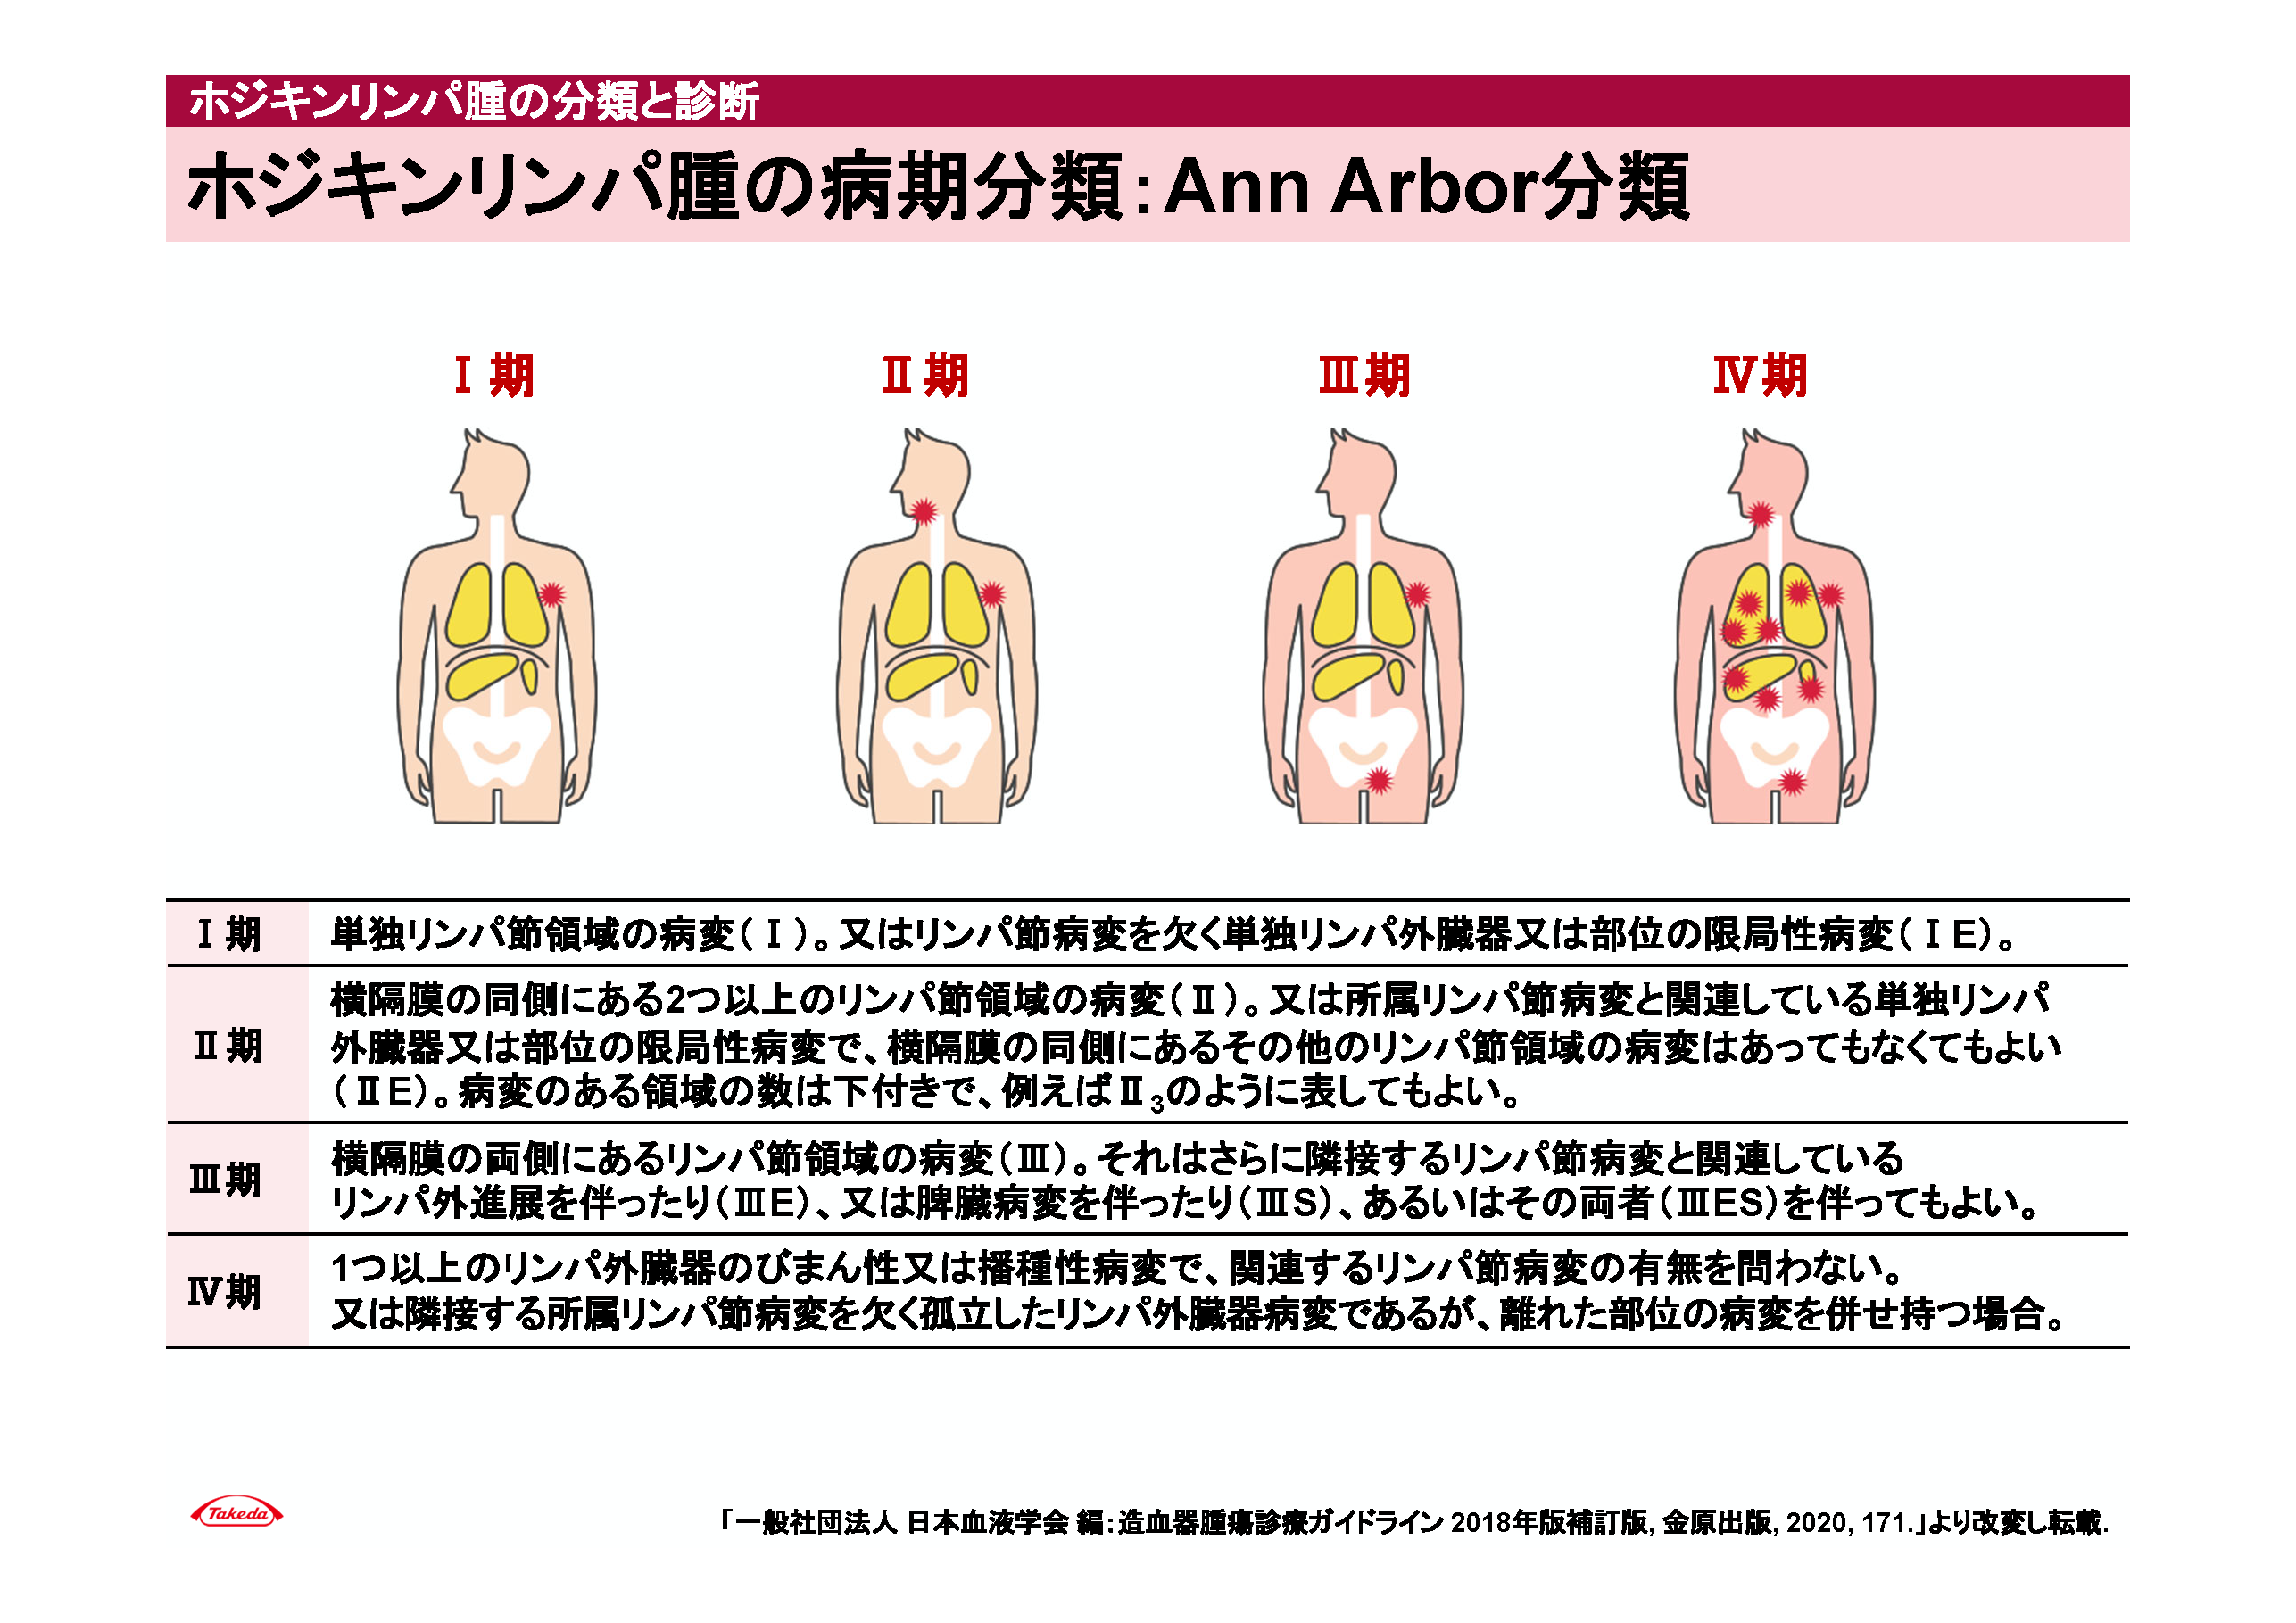 ホジキンリンパ腫の分類と診断
ホジキンリンパ腫の病期分類：Ann Arbor分類
Ⅰ期
Ⅱ期
Ⅲ期
Ⅳ期
Ⅰ期
単独リンパ節領域の病変（Ⅰ）。又はリンパ節病変を欠く単独リンパ外臓器又は部位の限局性病変（ⅠE）。
Ⅱ期
横隔膜の同側にある2つ以上のリンパ節領域の病変（Ⅱ）。又は所属リンパ節病変と関連している単独リンパ
外臓器又は部位の限局性病変で、横隔膜の同側にあるその他のリンパ節領域の病変はあってもなくてもよい
（ⅡE）。病変のある領域の数は下付きで、例えばⅡ₃のように表してもよい。
Ⅲ期
横隔膜の両側にあるリンパ節領域の病変（Ⅲ）。それはさらに隣接するリンパ節病変と関連している
リンパ外進展を伴ったり（ⅢE）、又は脾臓病変を伴ったり（ⅢS）、あるいはその両者（ⅢES）を伴ってもよい。
Ⅳ期
1つ以上のリンパ外臓器のびまん性又は播種性病変で、関連するリンパ節病変の有無を問わない。
又は隣接する所属リンパ節病変を欠く孤立したリンパ外臓器病変であるが、離れた部位の病変を併せ持つ場合。
Takeda
「一般社団法人 日本血液学会 編：造血器腫瘍診療ガイドライン 2018年版補訂版, 金原出版, 2020, 171.」より改変し転載.